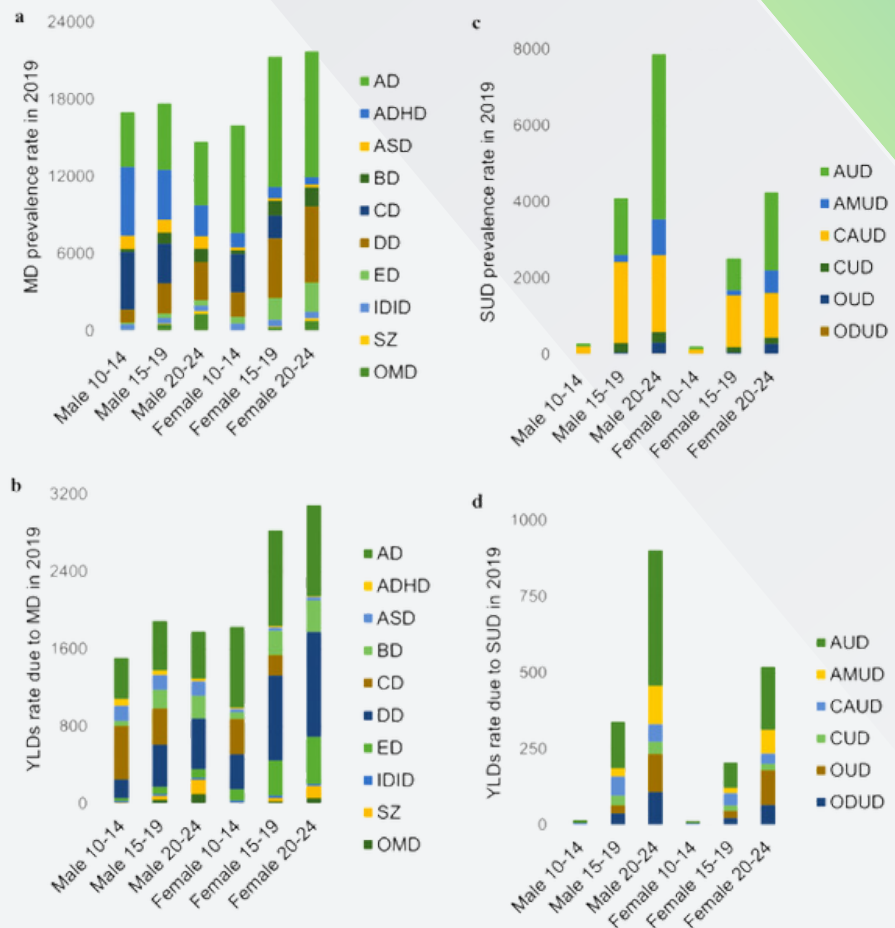 a
MD prevalence rate in 2019
24000
18000
12000
6000
0
Male 10-14
Male 15-19
Male 20-24
Female 10-14
Female 15-19
Female 20-24
AD
ADHD
ASD
BD
CD
DD
ED
IDID
SZ
OMD
c
SUD prevalence rate in 2019
8000
6000
4000
2000
0
Male 10-14
Male 15-19
Male 20-24
Female 10-14
Female 15-19
Female 20-24
AUD
AMUD
CAUD
CUD
OUD
ODUD
b
YLDs rate due to MD in 2019
3200
2400
1600
800
0
Male 10-14
Male 15-19
Male 20-24
Female 10-14
Female 15-19
Female 20-24
AD
ADHD
ASD
BD
CD
DD
ED
IDID
SZ
OMD
d
YLDs rate due to SUD in 2019
1000
750
500
250
0
Male 10-14
Male 15-19
Male 20-24
Female 10-14
Female 15-19
Female 20-24
AUD
AMUD
CAUD
CUD
OUD
ODUD